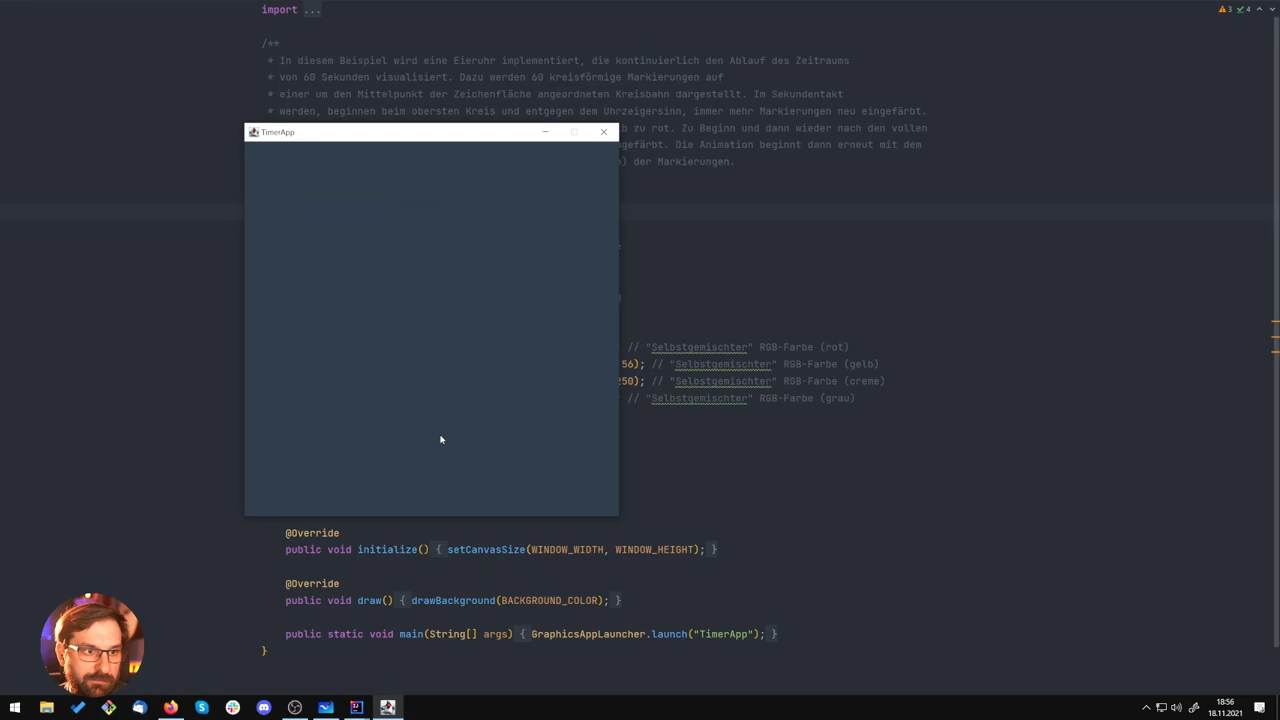 import ...
3 4
/**
* In diesem Beispiel wird eine Eieruhr implementiert, die kontinuierlich den Ablauf des Zeitraums
* von 60 Sekunden visualisiert. Dazu werden 60 kreisförmige Markierungen auf
* einer um den Mittelpunkt der Zeichenfläche angeordneten Kreisbahn dargestellt. Im Sekundentakt
* werden, beginnen beim obersten Kreis und entgegen dem Uhrzeigersinn, immer mehr Markierungen neu eingefärbt.
TimerApp
b zu rot. Zu Beginn und dann wieder nach den vollen
gefärbt. Die Animation beginnt dann erneut mit dem
) der Markierungen.
// "Selbstgemischter" RGB-Farbe (rot)
56); // "Selbstgemischter" RGB-Farbe (gelb)
250); // "Selbstgemischter" RGB-Farbe (creme)
// "Selbstgemischter" RGB-Farbe (grau)
@Override
public void initialize() { setCanvasSize(WINDOW_WIDTH, WINDOW_HEIGHT); }
@Override
public void draw() { drawBackground(BACKGROUND_COLOR); }
public static void main(String[] args) { GraphicsAppLauncher.launch("TimerApp"); }
}
18:56
18.11.2021